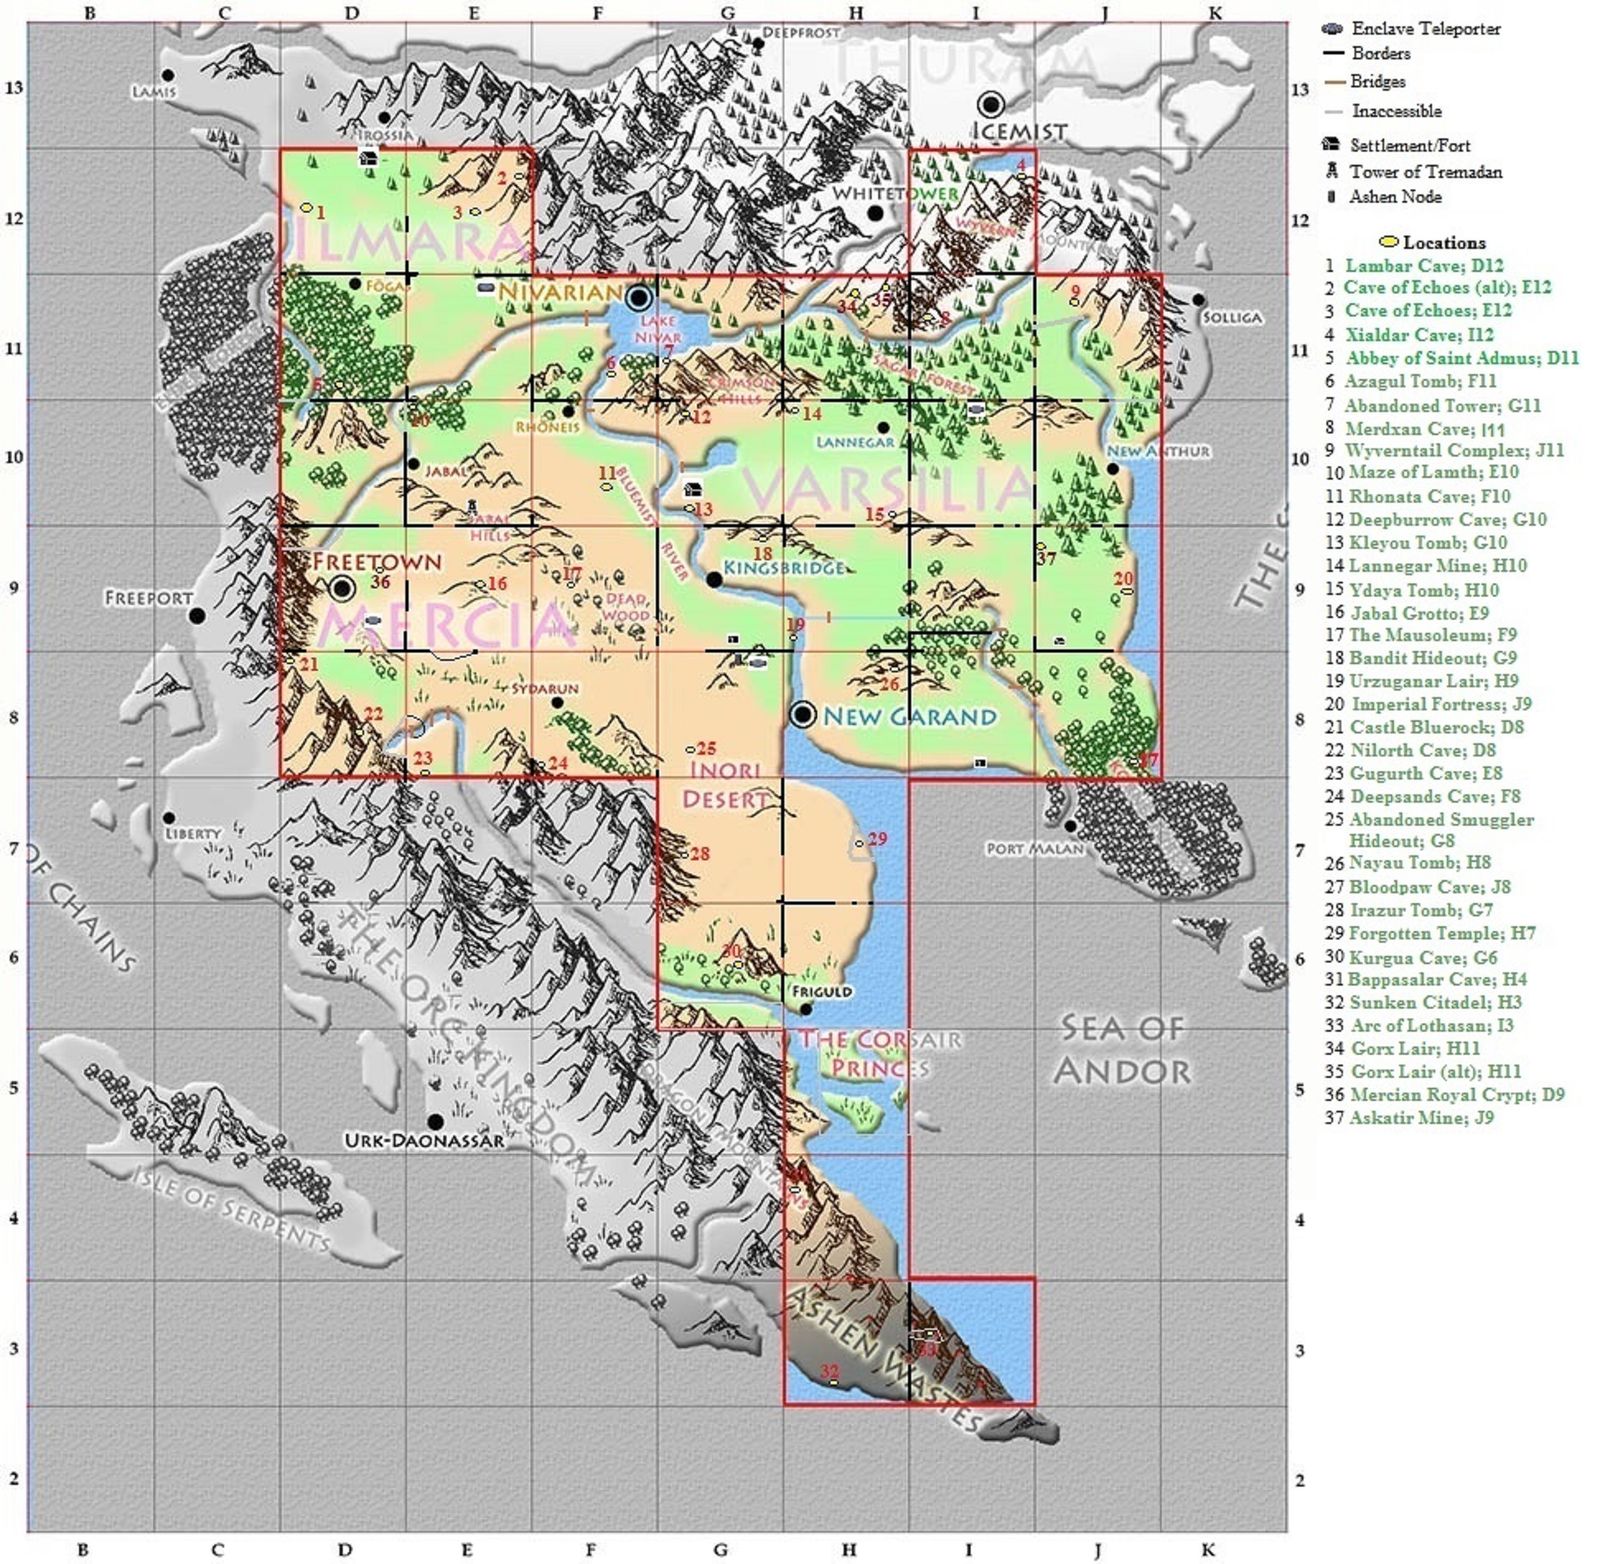 B C D E F G H I J K
DEEPFROST
THURAM
13
13
LAMIS
IROSSIA
ICEMIST
2
4
WHITETOWER
12
12
1
3
WYVERN
MOUNTAINS
ILMARA
NIVARIAN
FÖGAS
LAKE
NIVAR
34
35
8
9
SOLLIGA
11
11
6
7
5
SAGAR FOREST
CRIMSON
HILLS
12
14
10
RHÖNEIS
LANNEGAR
NEW ANTHUR
10
10
JABAL
11
VARSILIA
BLUEMIST
RIVER
13
15
JABAL
HILLS
THE
18
37
FREETOWN
KINGSBRIDGE
36
16
17
20
9
9
FREEPORT
DEAD
WOOD
MERCIA
19
21
26
SYDARUN
22
NEW GARAND
8
8
23
24
25
27
INORI
DESERT
LIBERTY
29
PORT MALAN
7
7
28
OF CHAINS
30
6
6
FRIGULD
THE ORC KINGDOM
THE CORSAIR
PRINCES
SEA OF
ANDOR
5
5
DRAGON MOUNTAINS
URK-DAONASSAR
ISLE OF SERPENTS
4
4
ASHEN WASTES
33
3
3
32
2
2
B C D E F G H I J K
Enclave Teleporter
Borders
Bridges
Inaccessible
Settlement/Fort
Tower of Tremadan
Ashen Node
Locations
1 Lambar Cave; D12
2 Cave of Echoes (alt); E12
3 Cave of Echoes; E12
4 Xialdar Cave; I12
5 Abbey of Saint Admus; D11
6 Azagul Tomb; F11
7 Abandoned Tower; G11
8 Merdxan Cave; I11
9 Wyverntail Complex; J11
10 Maze of Lamth; E10
11 Rhonata Cave; F10
12 Deepburrow Cave; G10
13 Kleyou Tomb; G10
14 Lannegar Mine; H10
15 Ydaya Tomb; H10
16 Jabal Grotto; E9
17 The Mausoleum; F9
18 Bandit Hideout; G9
19 Urzuganar Lair; H9
20 Imperial Fortress; J9
21 Castle Bluerock; D8
22 Nilorth Cave; D8
23 Gugurth Cave; E8
24 Deepsands Cave; F8
25 Abandoned Smuggler
Hideout; G8
26 Nayau Tomb; H8
27 Bloodpaw Cave; J8
28 Irazur Tomb; G7
29 Forgotten Temple; H7
30 Kurgua Cave; G6
31 Bappasalar Cave; H4
32 Sunken Citadel; H3
33 Arc of Lothasan; I3
34 Gorx Lair; H11
35 Gorx Lair (alt); H11
36 Mercian Royal Crypt; D9
37 Askatir Mine; J9